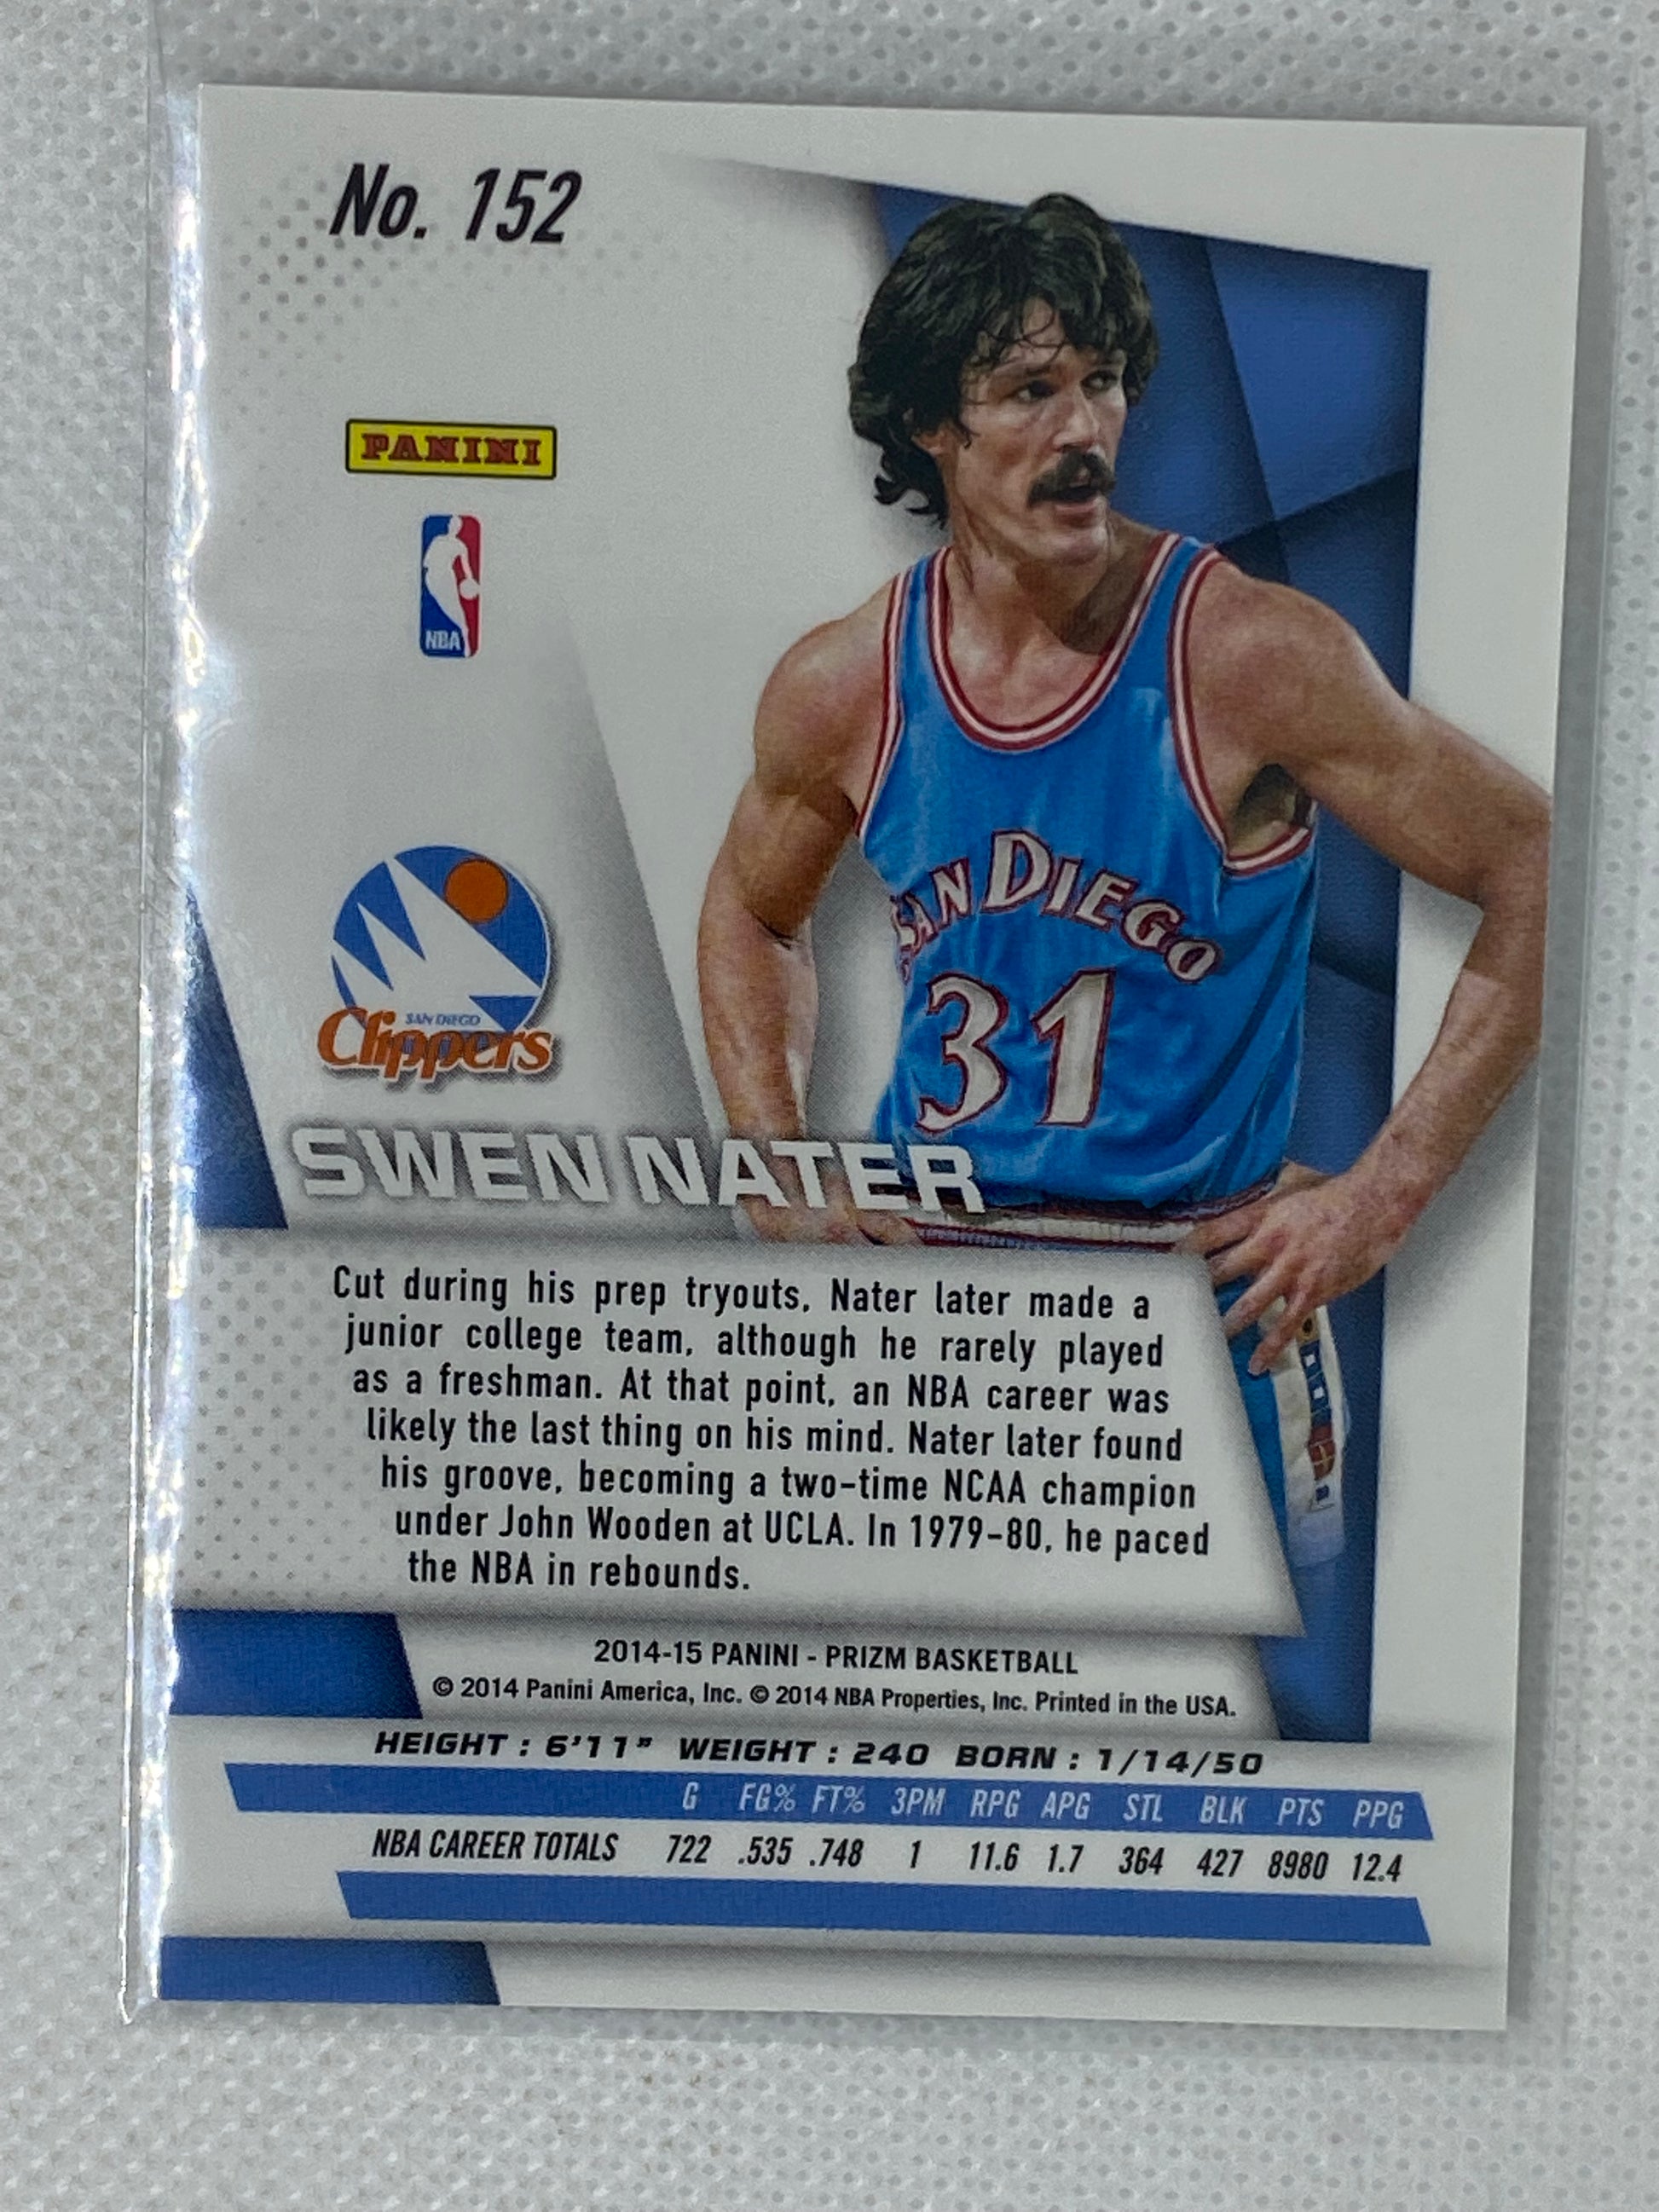 No. 152
PANINI
NBA
SAN DIEGO
31
SAN DIEGO
Clippers
SWEN NATER
Cut during his prep tryouts, Nater later made a
junior college team, although he rarely played
as a freshman. At that point, an NBA career was
likely the last thing on his mind. Nater later found
his groove, becoming a two-time NCAA champion
under John Wooden at UCLA. In 1979-80, he paced
the NBA in rebounds.
2014-15 PANINI - PRIZM BASKETBALL
© 2014 Panini America, Inc. © 2014 NBA Properties, Inc. Printed in the USA.
HEIGHT : 6'11" WEIGHT : 240 BORN : 1/14/50
G FG% FT% 3PM RPG APG STL BLK PTS PPG
NBA CAREER TOTALS 722 .535 .748 1 11.6 1.7 364 427 8980 12.4